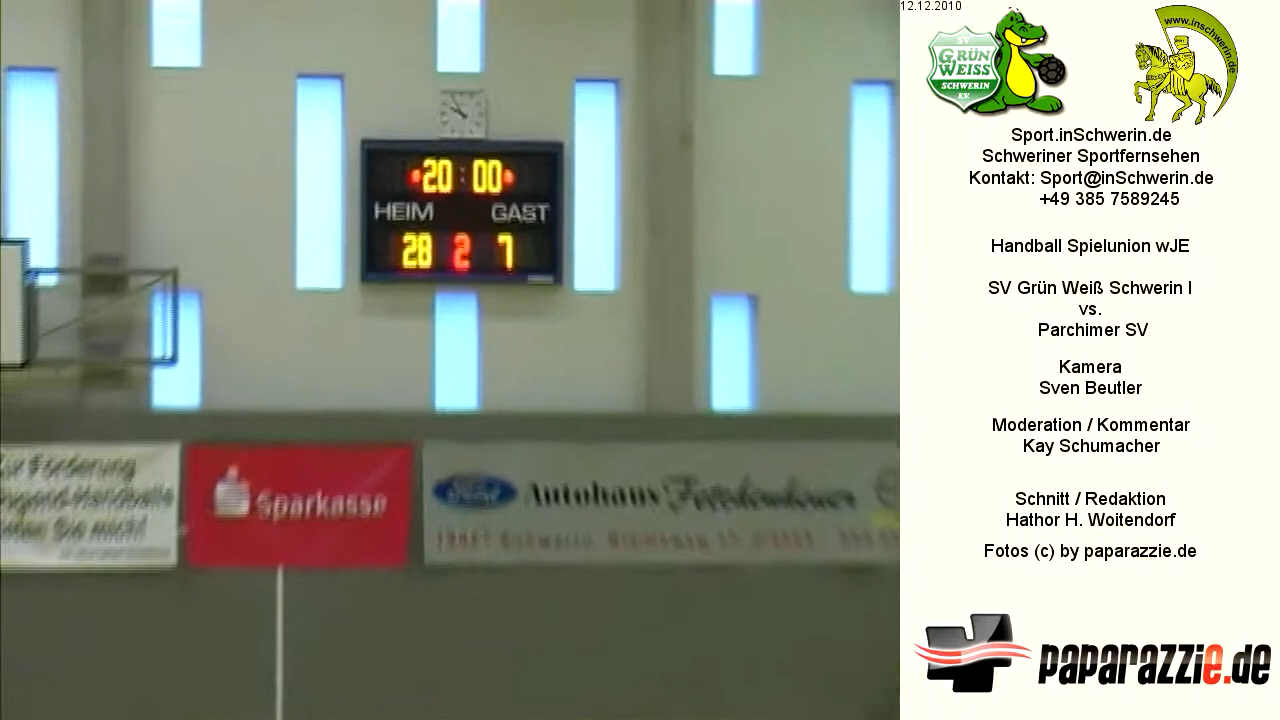 20:00
HEIM GAST
28 2 7
Sparkasse
Ford Autohaus
12.12.2010
SV
GRÜN
WEISS
SCHWERIN
E.V.
www.inschwerin.de
Sport.inSchwerin.de
Schweriner Sportfernsehen
Kontakt: Sport@inSchwerin.de
+49 385 7589245
Handball Spielunion wJE
SV Grün Weiß Schwerin I
vs.
Parchimer SV
Kamera
Sven Beutler
Moderation / Kommentar
Kay Schumacher
Schnitt / Redaktion
Hathor H. Woitendorf
Fotos (c) by paparazzie.de
paparazzie.de